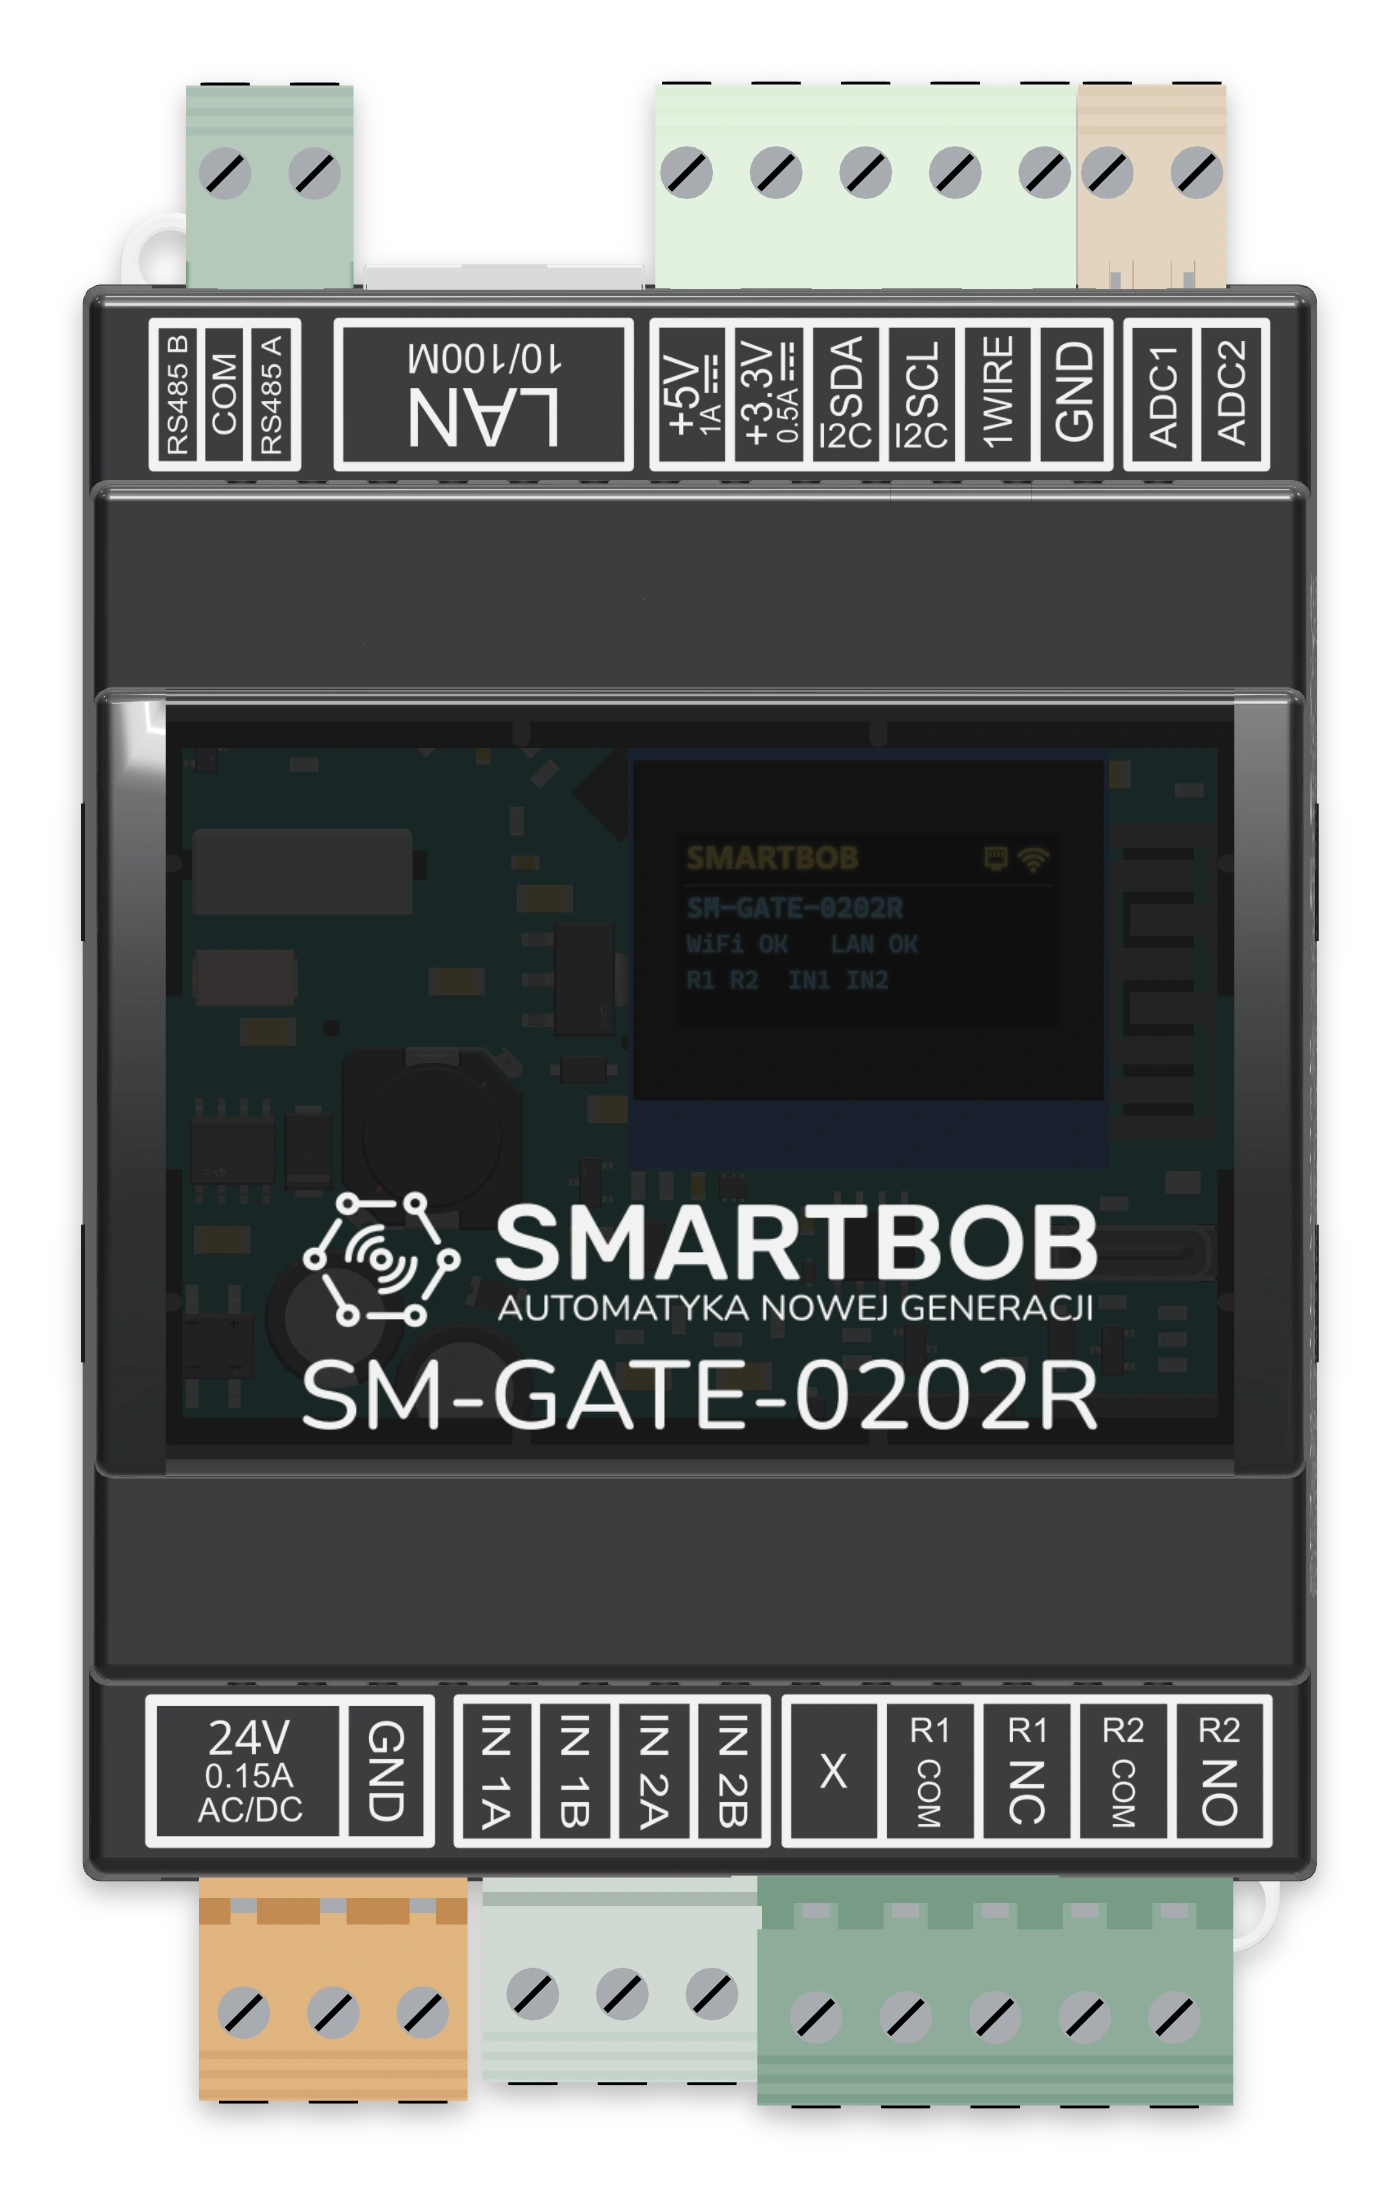 RS485 B
COM
RS485 A
LAN
10/100M
+5V
1A
+3.3V
0.5A
I2C SDA
I2C SCL
1WIRE
GND
ADC1
ADC2
SMARTBOB
SM-GATE-0202R
WiFi OK LAN OK
R1 R2 IN1 IN2
SMARTBOB
AUTOMATYKA NOWEJ GENERACJI
SM-GATE-0202R
24V
0.15A
AC/DC
GND
IN 1A
IN 1B
IN 2A
IN 2B
X
R1
COM
R1
NC
R2
COM
R2
NO